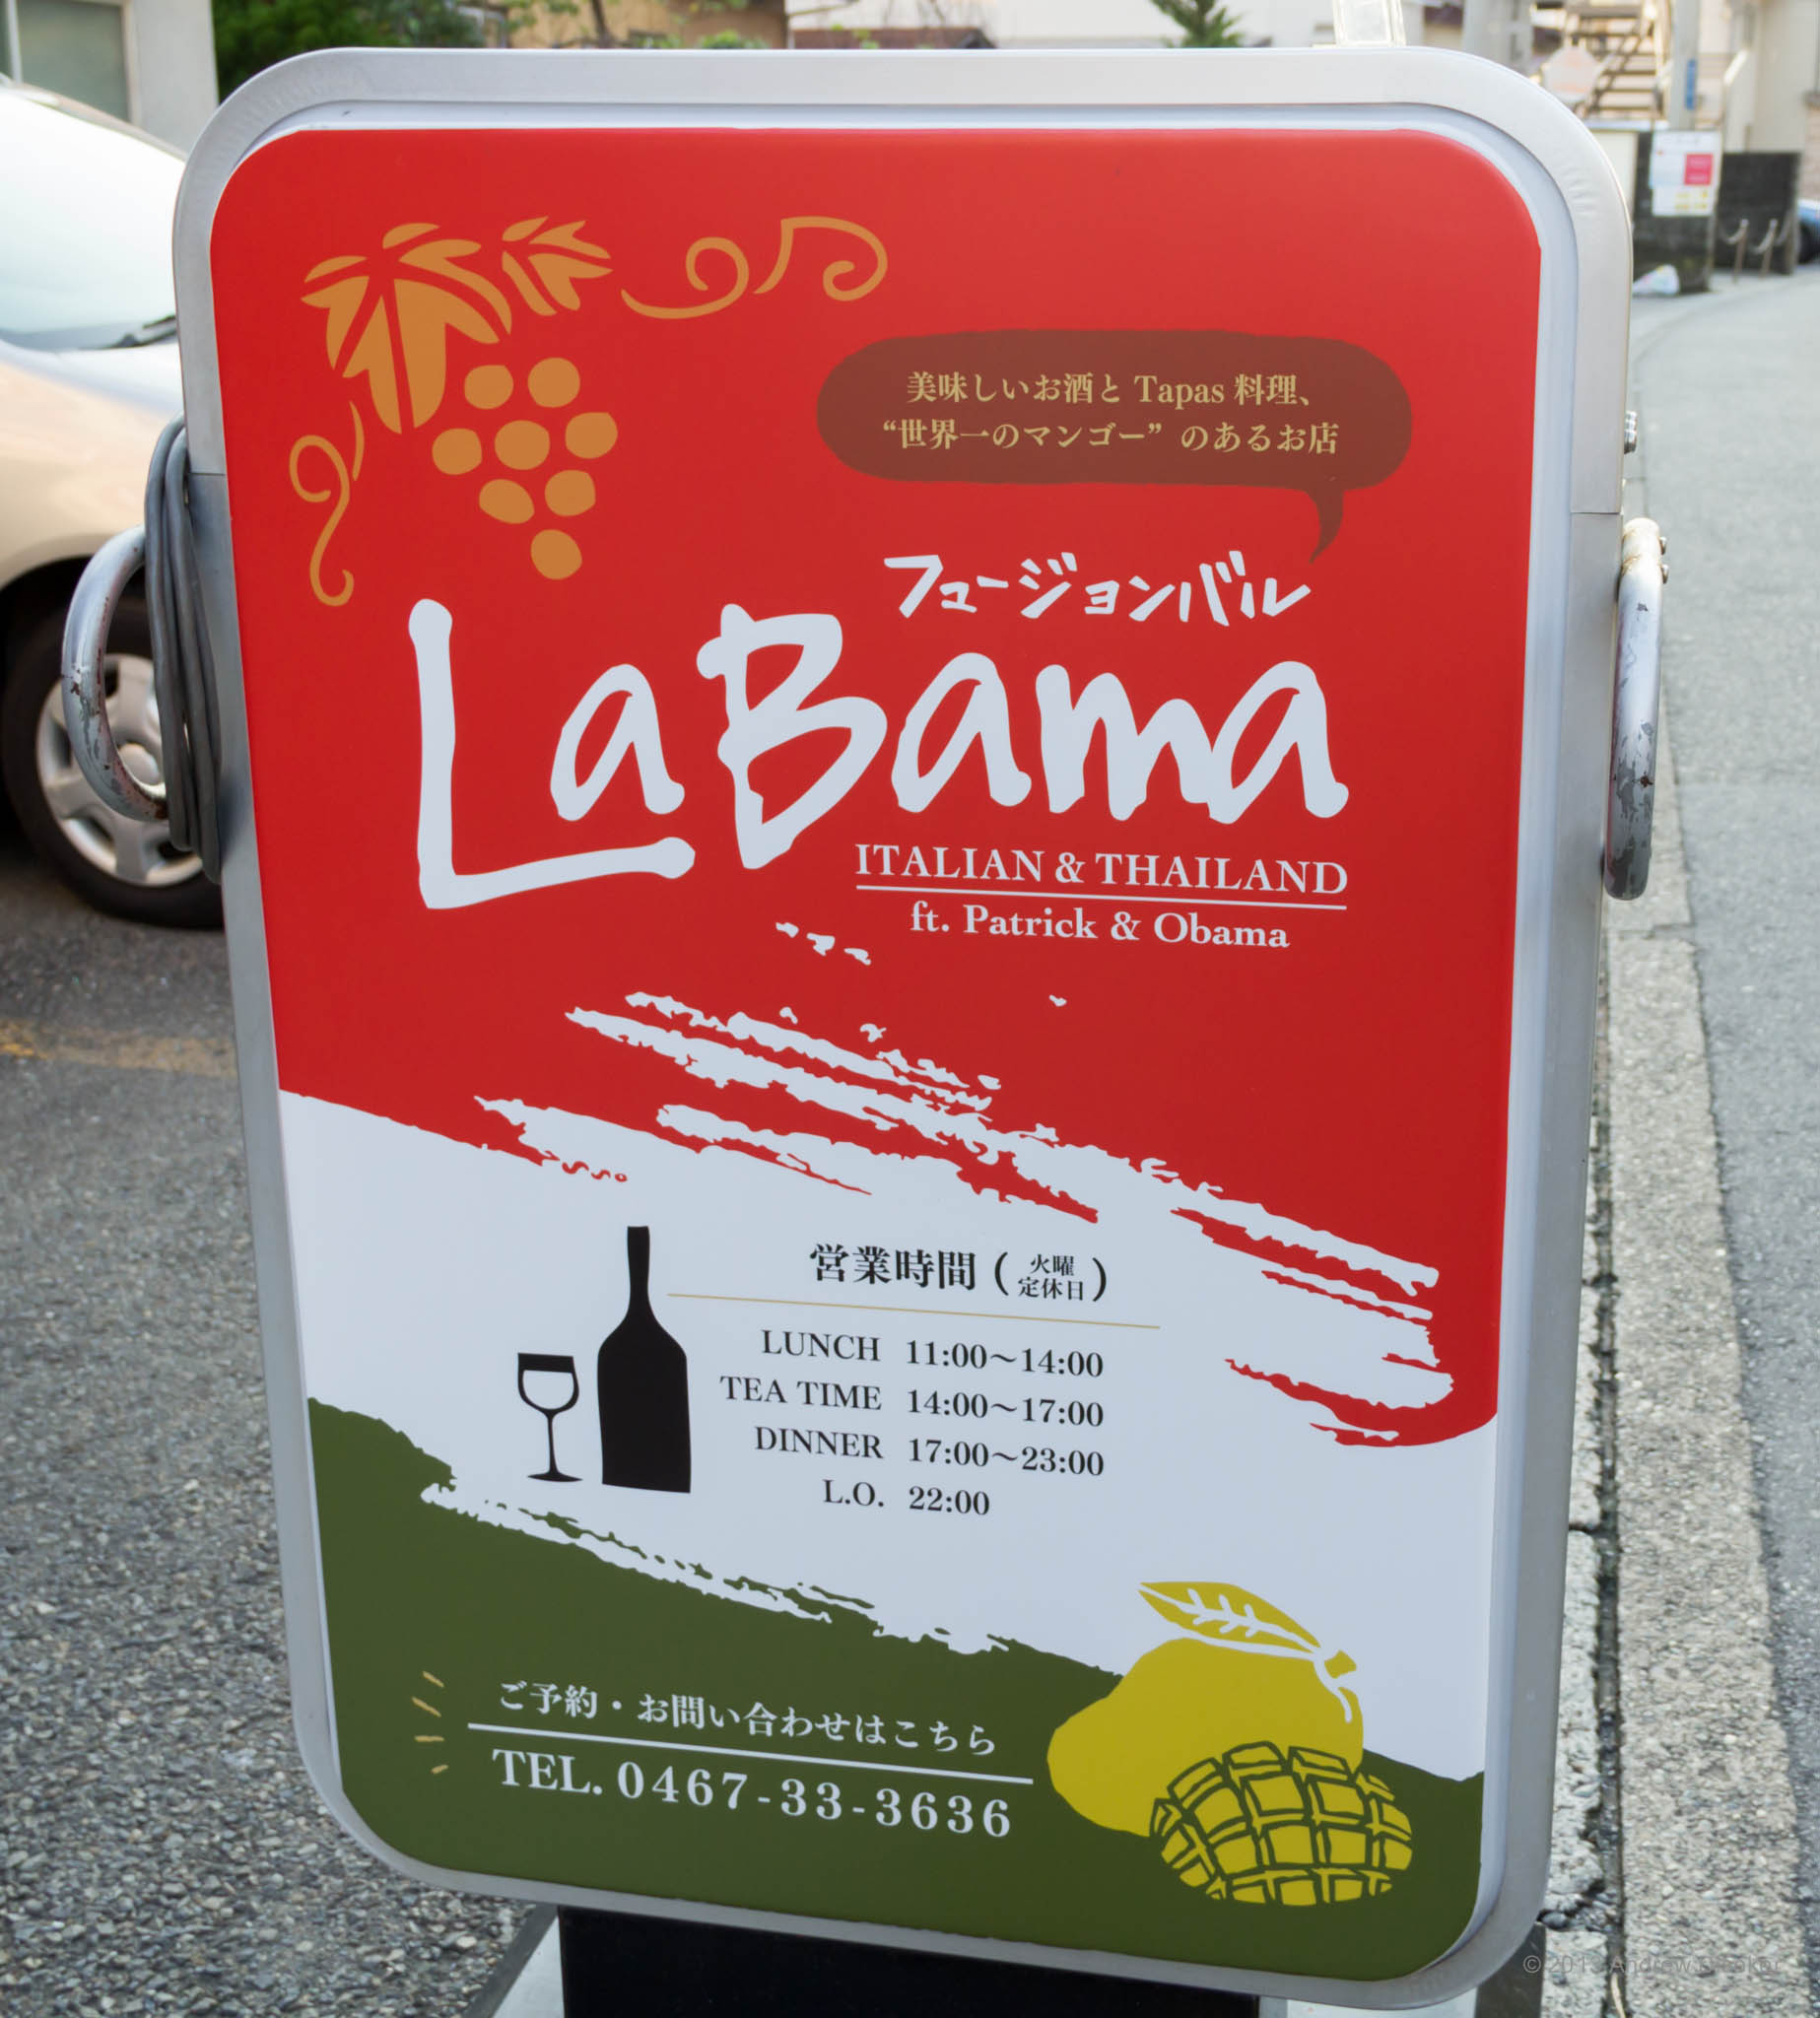 美味しいお酒と Tapas 料理、
“世界一のマンゴー”のあるお店
フュージョンバル
La Bama
ITALIAN & THAILAND
ft. Patrick & Obama
営業時間(火曜定休日)
LUNCH 11:00〜14:00
TEA TIME 14:00〜17:00
DINNER 17:00〜23:00
L.O. 22:00
ご予約・お問い合わせはこちら
TEL. 0467-33-3636